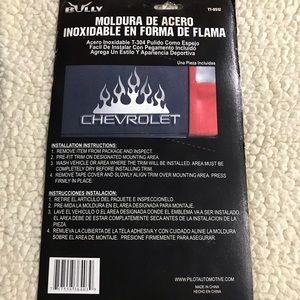 BULLY
TT-951Z
MOLDURA DE ACERO
INOXIDABLE EN FORMA DE FLAMA
Acero Inoxidable T-304 Pulido Como Espejo
Facil De Instalar Con Pegamento Incluido
Agrega Un Estilo Y Apariencia Deportiva
Una Pieza Incluidas
CHEVROLET
INSTALLATION INSTRUCTIONS:
1. REMOVE ITEM FROM PACKAGE AND INSPECT.
2. PRE-FIT TRIM ON DESIGNATED MOUNTING AREA.
3. WASH VEHICLE OR AREA WHERE THE TRIM WILL BE INSTALLED. AREA MUST BE
COMPLETELY DRY BEFORE INSTALLING TRIM.
4. REMOVE TAPE COVER AND SLOWLY ALIGN TRIM OVER MOUNTING AREA. PRESS
FIRMLY IN PLACE.
INSTRUCCIONES INSTALACION:
1. RETIRE EL ARTICULO DEL PAQUETE E INSPECCIONELO.
2. PRE-MIDA LA MOLDURA EN EL AREA DESIGNADA PARA MONTAJE.
3. LAVE EL VEHICULO O EL AREA DESIGNADA DONDE EL EMBLEMA VA A SER INSTALADO.
EL AREA DEBE DE ESTAR COMPLETAMENTE SECA ANTES DE LA INSTALACION DE LA
MOLDURA.
4. REMUEVA LA CUBIERTA DE LA TELA ADHESIVA Y CON CUIDADO ALINE LA MOLDURA
SOBRE EL AREA DE MONTAJE. PRESIONE FIRMEMENTE PARA ASEGURAR.
WWW.PILOTAUTOMOTIVE.COM
MADE IN CHINA
HECHO EN CHINA